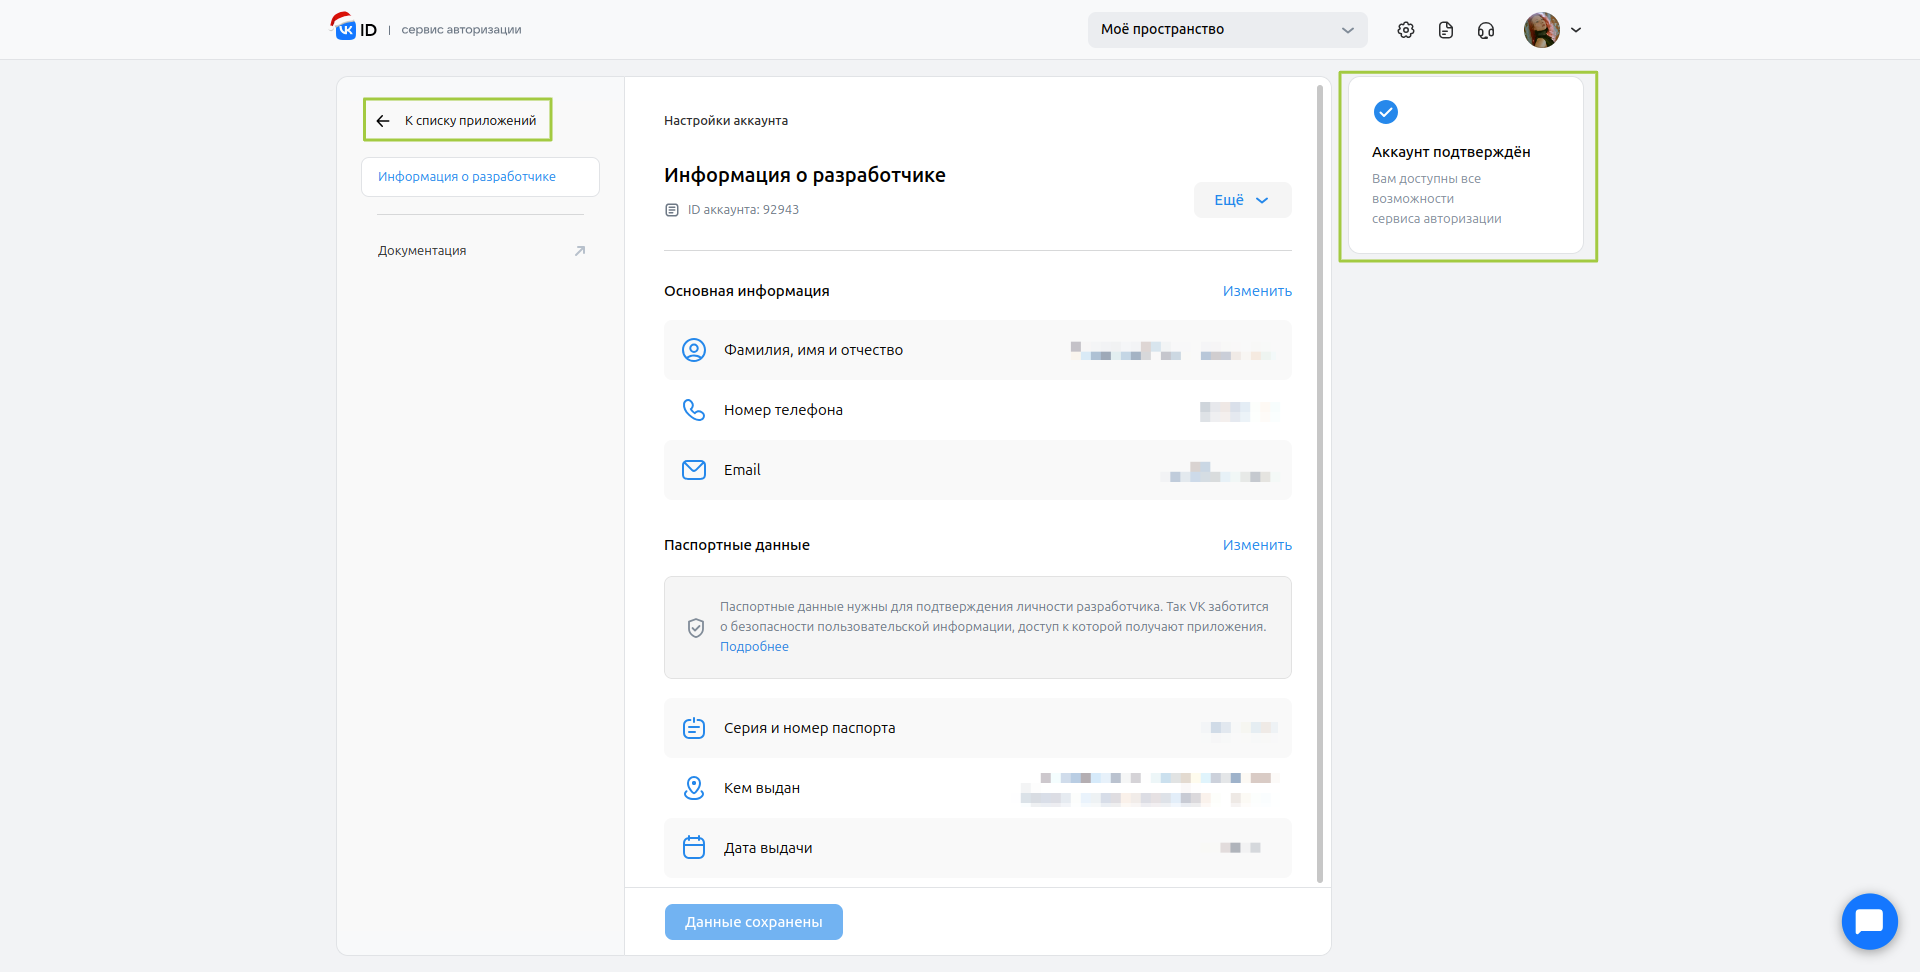 VK ID | сервис авторизации
Моё пространство
К списку приложений
Информация о разработчике
Документация
Настройки аккаунта
Информация о разработчике
ID аккаунта: 92943
Ещё
Основная информация
Изменить
Фамилия, имя и отчество
Номер телефона
Email
Паспортные данные
Изменить
Паспортные данные нужны для подтверждения личности разработчика. Так VK заботится
о безопасности пользовательской информации, доступ к которой получают приложения.
Подробнее
Серия и номер паспорта
Кем выдан
Дата выдачи
Данные сохранены
Аккаунт подтверждён
Вам доступны все
возможности
сервиса авторизации